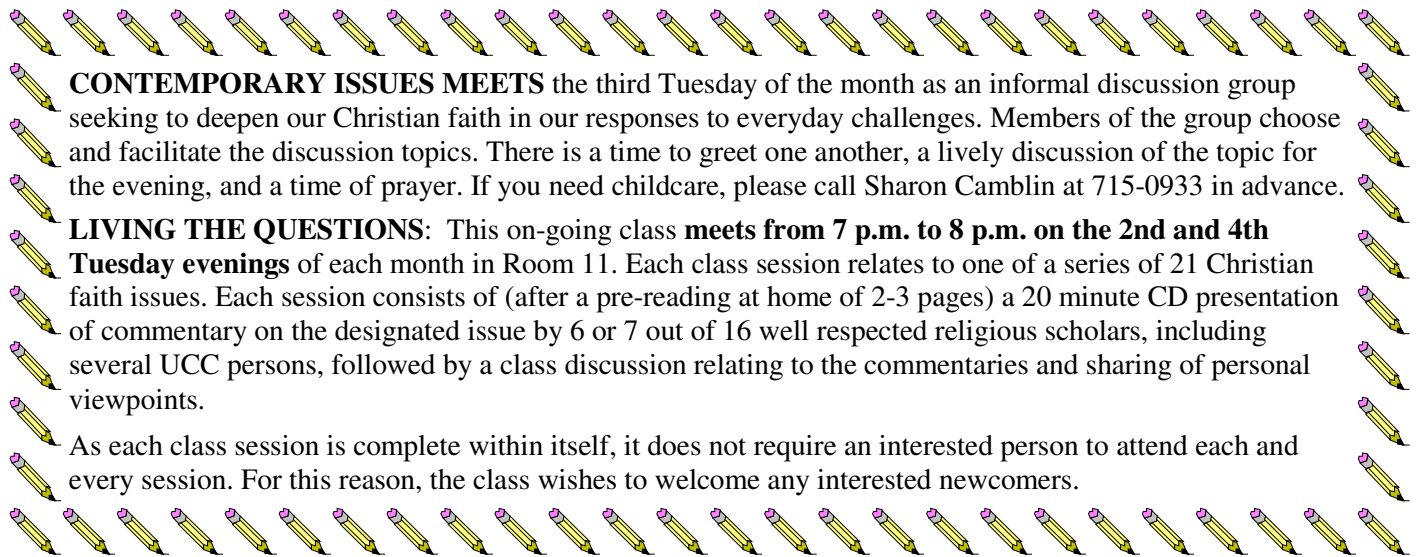 CONTEMPORARY ISSUES MEETS the third Tuesday of the month as an informal discussion group
seeking to deepen our Christian faith in our responses to everyday challenges. Members of the group choose
and facilitate the discussion topics. There is a time to greet one another, a lively discussion of the topic for
the evening, and a time of prayer. If you need childcare, please call Sharon Camblin at 715-0933 in advance.
LIVING THE QUESTIONS:  This on-going class meets from 7 p.m. to 8 p.m. on the 2nd and 4th
Tuesday evenings of each month in Room 11. Each class session relates to one of a series of 21 Christian
faith issues. Each session consists of (after a pre-reading at home of 2-3 pages) a 20 minute CD presentation
of commentary on the designated issue by 6 or 7 out of 16 well respected religious scholars, including
several UCC persons, followed by a class discussion relating to the commentaries and sharing of personal
viewpoints.
As each class session is complete within itself, it does not require an interested person to attend each and
every session. For this reason, the class wishes to welcome any interested newcomers.